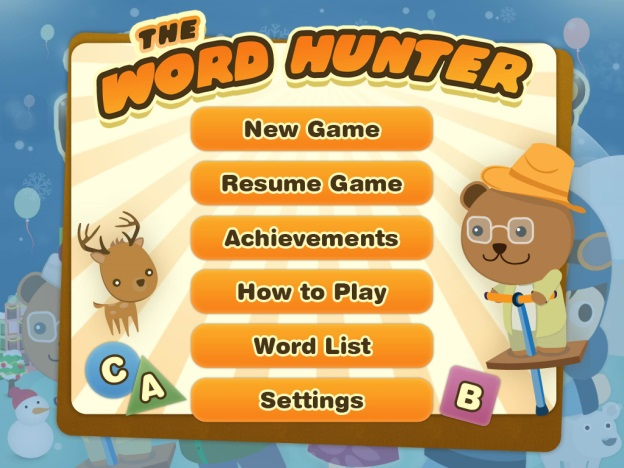 THE
WORD HUNTER
New Game
Resume Game
Achievements
How to Play
Word List
Settings
C
A
B